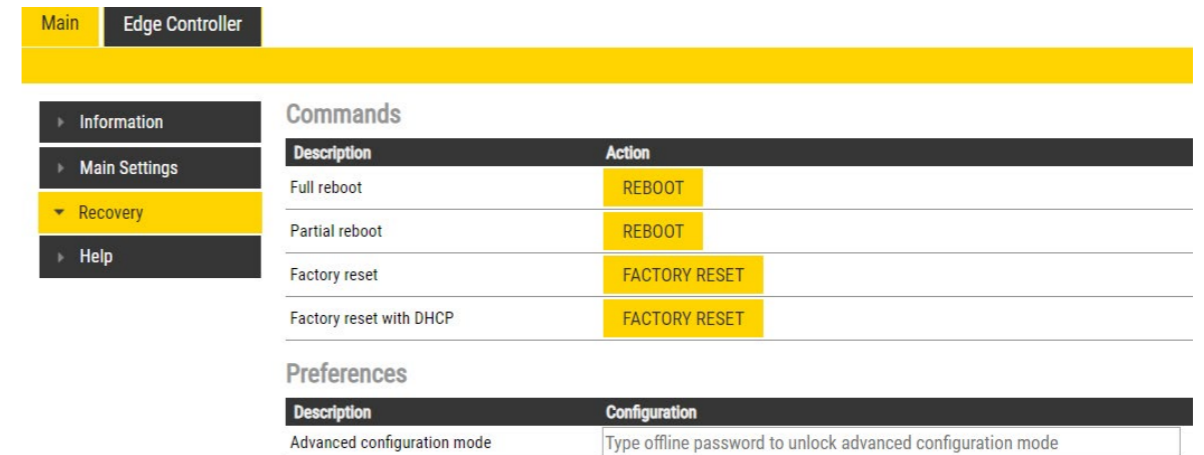 Main Edge Controller
Information
Main Settings
Recovery
Help
Commands
Description Action
Full reboot REBOOT
Partial reboot REBOOT
Factory reset FACTORY RESET
Factory reset with DHCP FACTORY RESET
Preferences
Description Configuration
Advanced configuration mode Type offline password to unlock advanced configuration mode